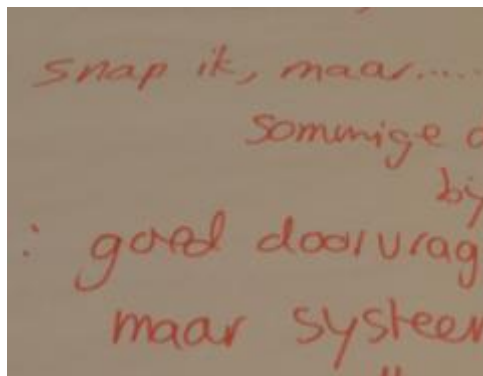 snap ik, maar.....
sommige
: goed doorvrag
maar systeem